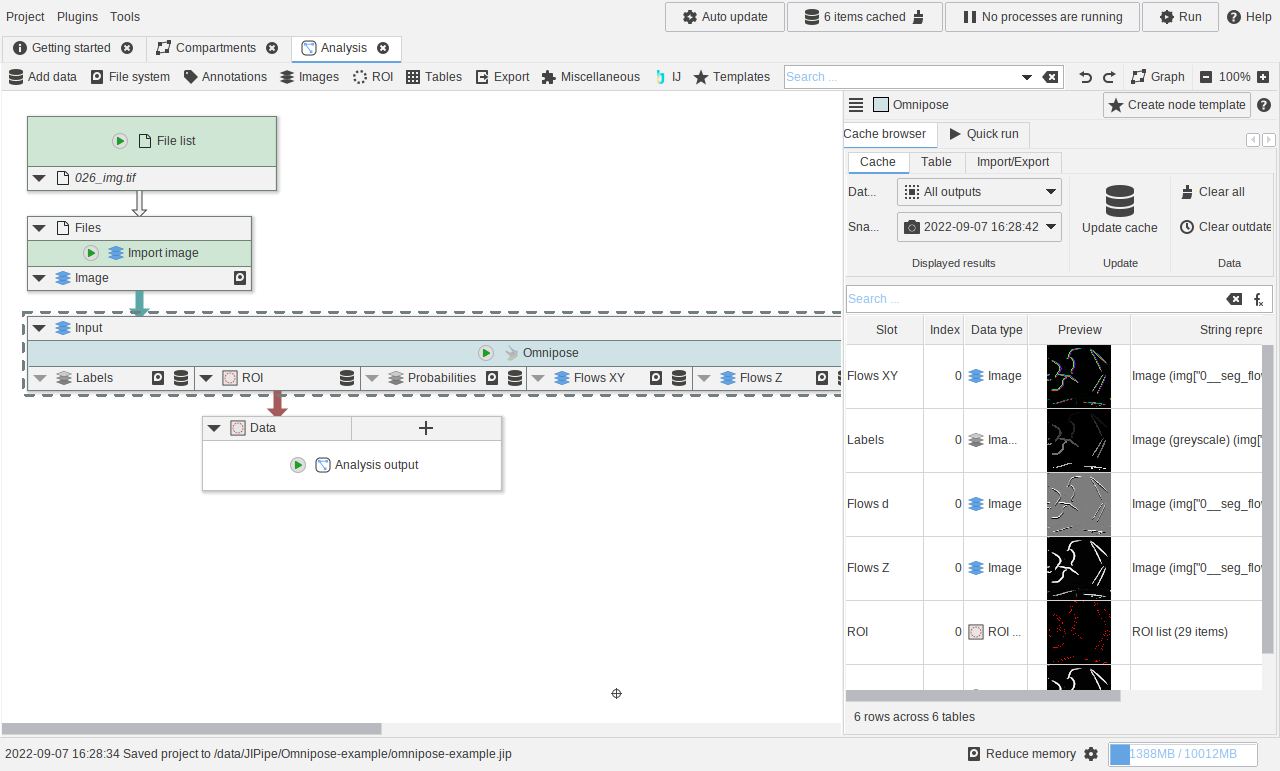 Project Plugins Tools Auto update 6 items cached No processes are running Run Help
Getting started Compartments Analysis
Add data File system Annotations Images ROI Tables Export Miscellaneous IJ Templates Search ... Graph 100%
Omnipose Create node template
Cache browser Quick run
Cache Table Import/Export
Dat... All outputs
Sna... 2022-09-07 16:28:42
Update cache
Clear all
Clear outdate
Displayed results Update Data
Search ...
Slot Index Data type Preview String repre
Flows XY 0 Image Image (img["0__seg_flo
Labels 0 Ima... Image (greyscale) (img["
Flows d 0 Image Image (img["0__seg_flo
Flows Z 0 Image Image (img["0__seg_flo
ROI 0 ROI ... ROI list (29 items)
6 rows across 6 tables
File list
026_img.tif
Files
Import image
Image
Input
Omnipose
Labels ROI Probabilities Flows XY Flows Z
Data
Analysis output
2022-09-07 16:28:34 Saved project to /data/JIPipe/Omnipose-example/omnipose-example.jip Reduce memory 1388MB / 10012MB